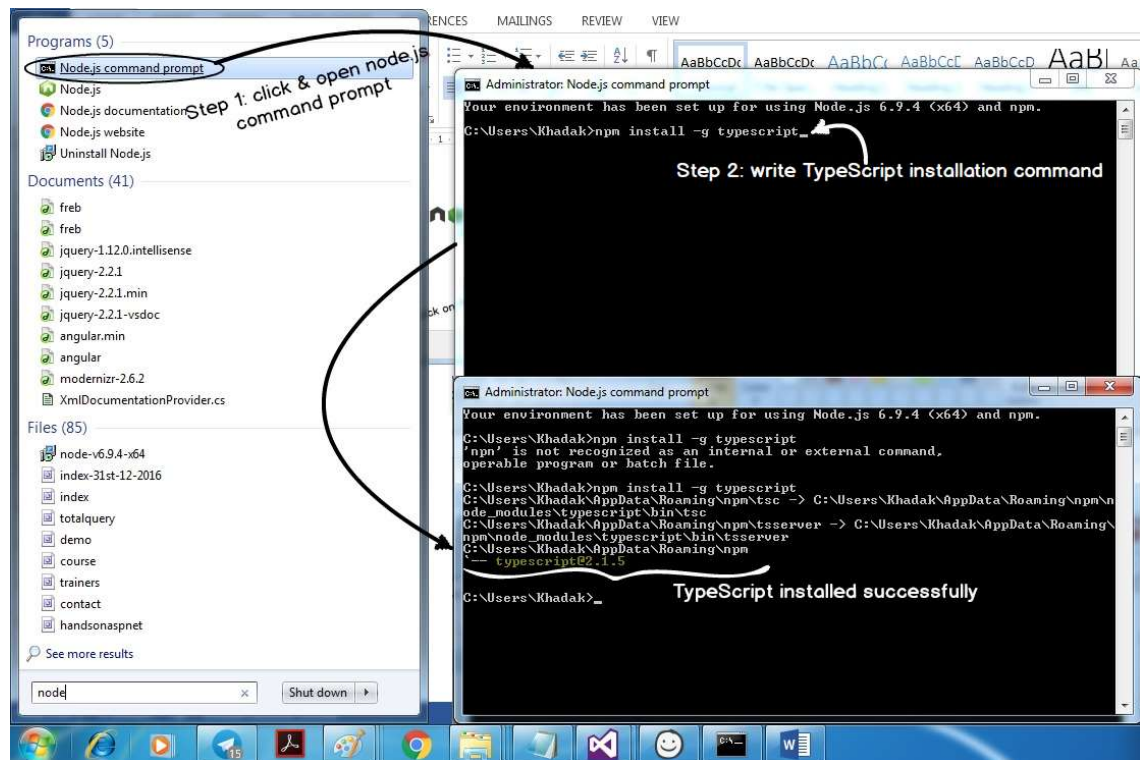 Programs (5)
Node.js command prompt
Node.js
Node.js documentation
Node.js website
Uninstall Node.js
Documents (41)
freb
freb
jquery-1.12.0.intellisense
jquery-2.2.1
jquery-2.2.1.min
jquery-2.2.1-vsdoc
angular.min
angular
modernizr-2.6.2
XmlDocumentationProvider.cs
Files (85)
node-v6.9.4-x64
index-31st-12-2016
index
totalquery
demo
course
trainers
contact
handsonaspnet
See more results
node
Shut down
Step 1: click & open node.js
command prompt
RENCES MAILINGS REVIEW VIEW
AaBbCcDc AaBbCcDc AaBbCc AaBbCcE AaBbCcD AaB
Administrator: Node.js command prompt
Your environment has been set up for using Node.js 6.9.4 (x64) and npm.
C:\Users\Khadak>npm install -g typescript_
Step 2: write TypeScript installation command
Administrator: Node.js command prompt
Your environment has been set up for using Node.js 6.9.4 (x64) and npm.
C:\Users\Khadak>npn install -g typescript
'npn' is not recognized as an internal or external command,
operable program or batch file.
C:\Users\Khadak>npm install -g typescript
C:\Users\Khadak\AppData\Roaming\npm\tsc -> C:\Users\Khadak\AppData\Roaming\npm\n
ode_modules\typescript\bin\tsc
C:\Users\Khadak\AppData\Roaming\npm\tsserver -> C:\Users\Khadak\AppData\Roaming\
npm\node_modules\typescript\bin\tsserver
C:\Users\Khadak\AppData\Roaming\npm
`-- typescript@2.1.5
C:\Users\Khadak>_
TypeScript installed successfully
15